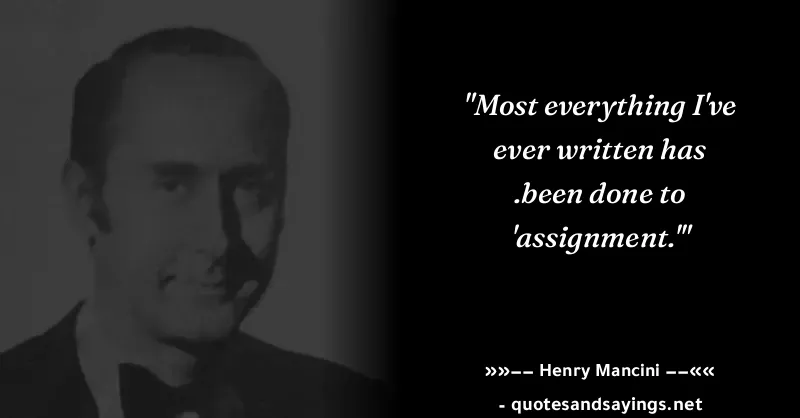 "Most everything I've
ever written has
.been done to
'assignment.'"
»»−− Henry Mancini −−««
- quotesandsayings.net